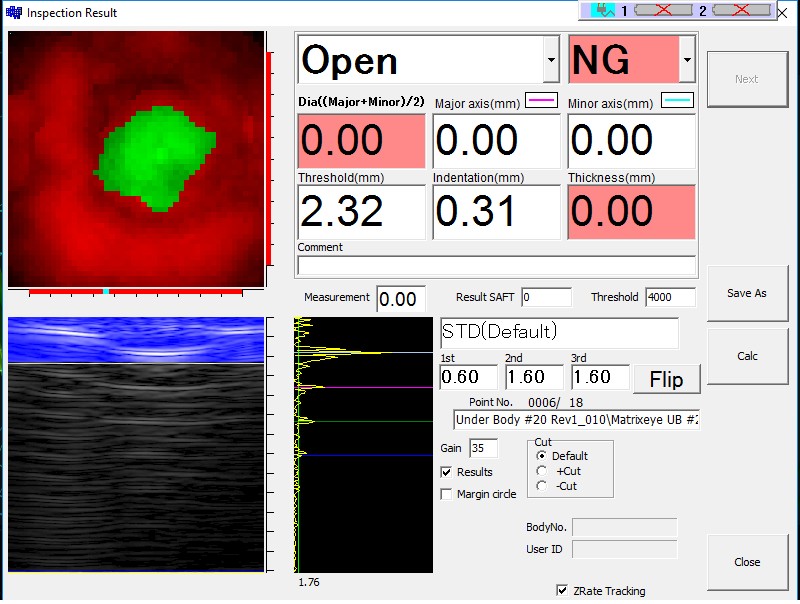 Inspection Result
1 2
Open NG
Next
Dia((Major+Minor)/2) Major axis(mm) Minor axis(mm)
0.00 0.00 0.00
Threshold(mm) Indentation(mm) Thickness(mm)
2.32 0.31 0.00
Comment
Measurement 0.00 Result SAFT 0 Threshold 4000
Save As
STD(Default)
Calc
1st 2nd 3rd
0.60 1.60 1.60 Flip
Point No. 0006/ 18
Under Body #20 Rev1_010\Matrixeye UB #2
Gain 35
Cut
Default
Results
+Cut
-Cut
Margin circle
BodyNo.
User ID
Close
1.76
ZRate Tracking